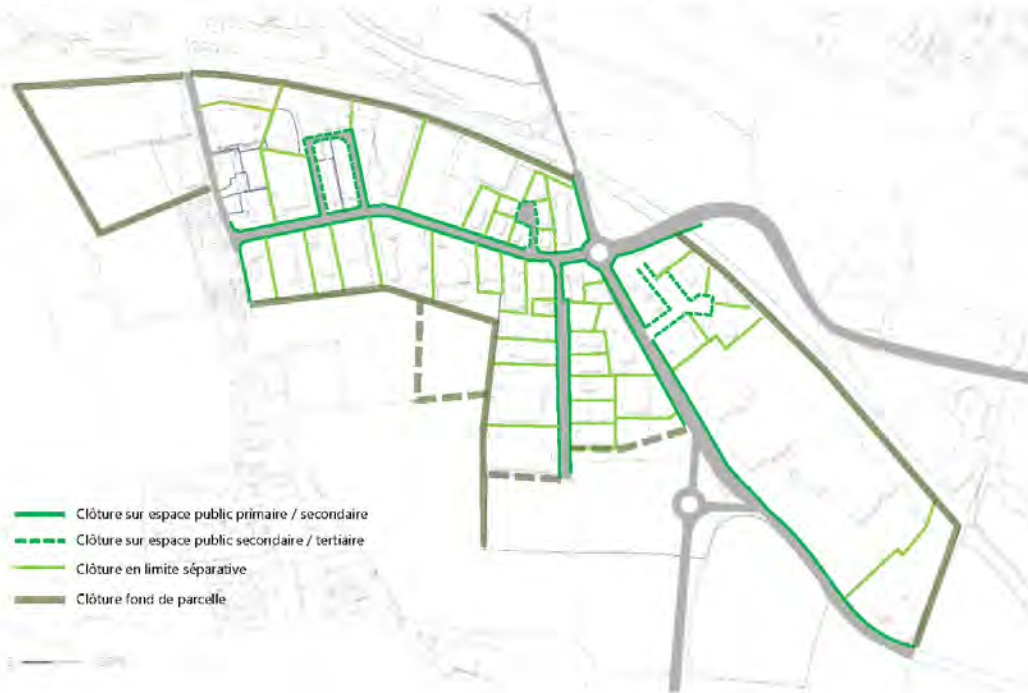 Clôture sur espace public primaire / secondaire
Clôture sur espace public secondaire / tertiaire
Clôture en limite séparative
Clôture fond de parcelle